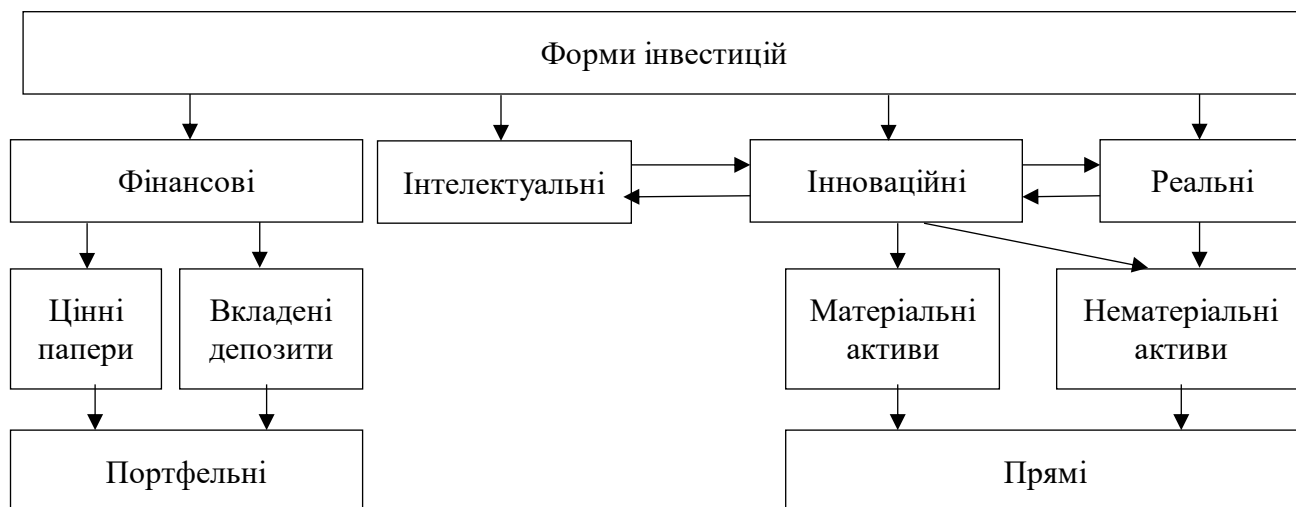 Форми інвестицій
Фінансові
Інтелектуальні
Інноваційні
Реальні
Цінні
папери
Вкладені
депозити
Матеріальні
активи
Нематеріальні
активи
Портфельні
Прямі